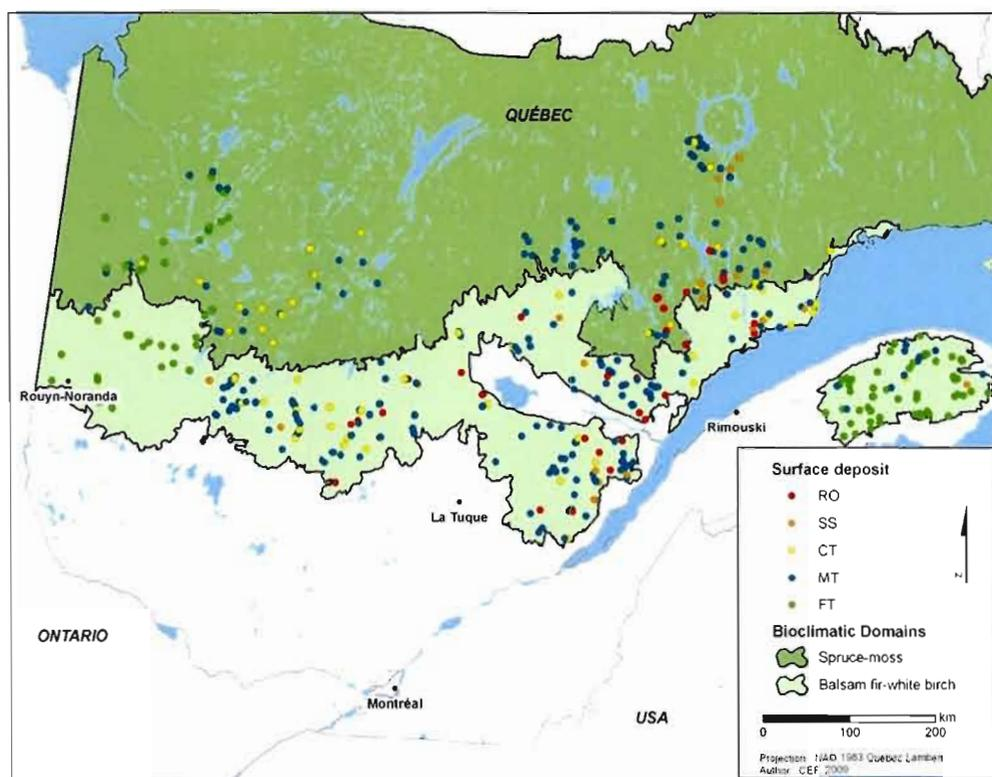 QUÉBEC
Rouyn-Noranda
Rimouski
La Tuque
ONTARIO
Montréal
USA
Surface deposit
RO
SS
CT
MT
FT
z
Bioclimatic Domains
Spruce-moss
Balsam fir-white birch
km
0 100 200
Projection: NAD 1983 Quebec Lambert
Author: CEF, 2009